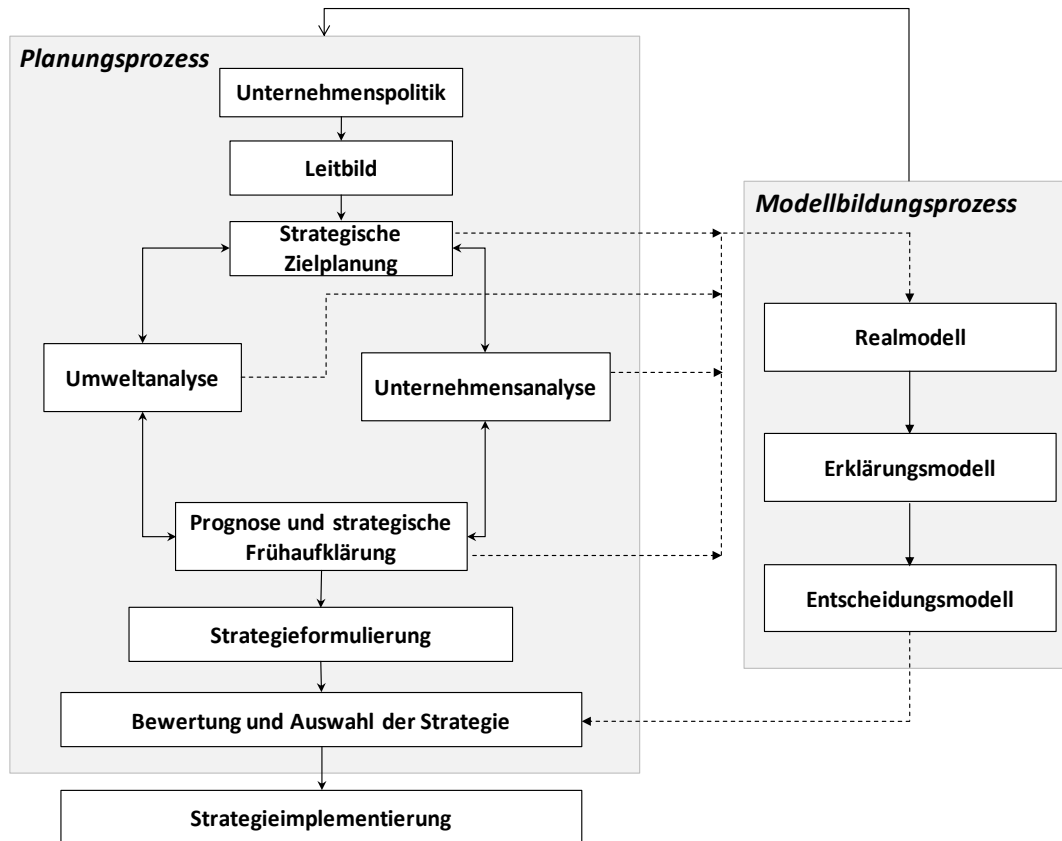 Planungsprozess
Unternehmenspolitik
Leitbild
Strategische
Zielplanung
Umweltanalyse
Unternehmensanalyse
Prognose und strategische
Frühaufklärung
Strategieformulierung
Bewertung und Auswahl der Strategie
Strategieimplementierung
Modellbildungsprozess
Realmodell
Erklärungsmodell
Entscheidungsmodell